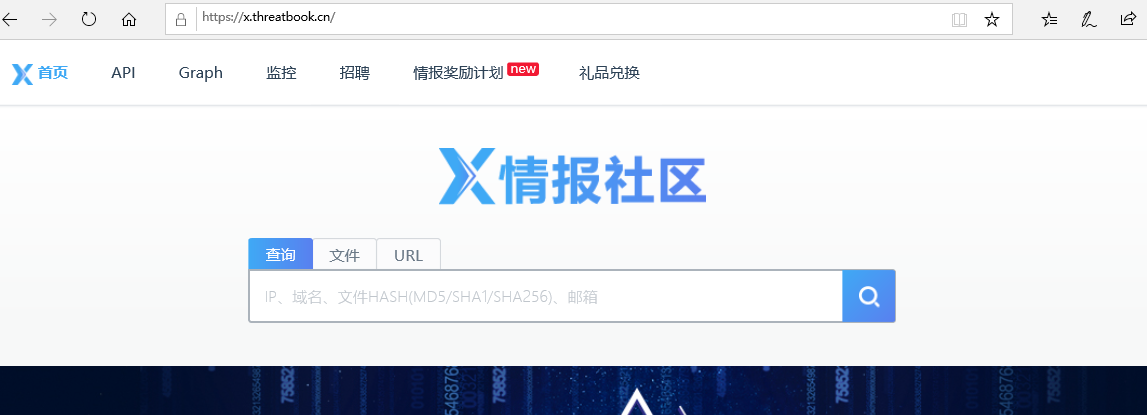 https://x.threatbook.cn/
X 首页 API Graph 监控 招聘 情报奖励计划 new 礼品兑换
X情报社区
查询 文件 URL
IP、域名、文件HASH(MD5/SHA1/SHA256)、邮箱